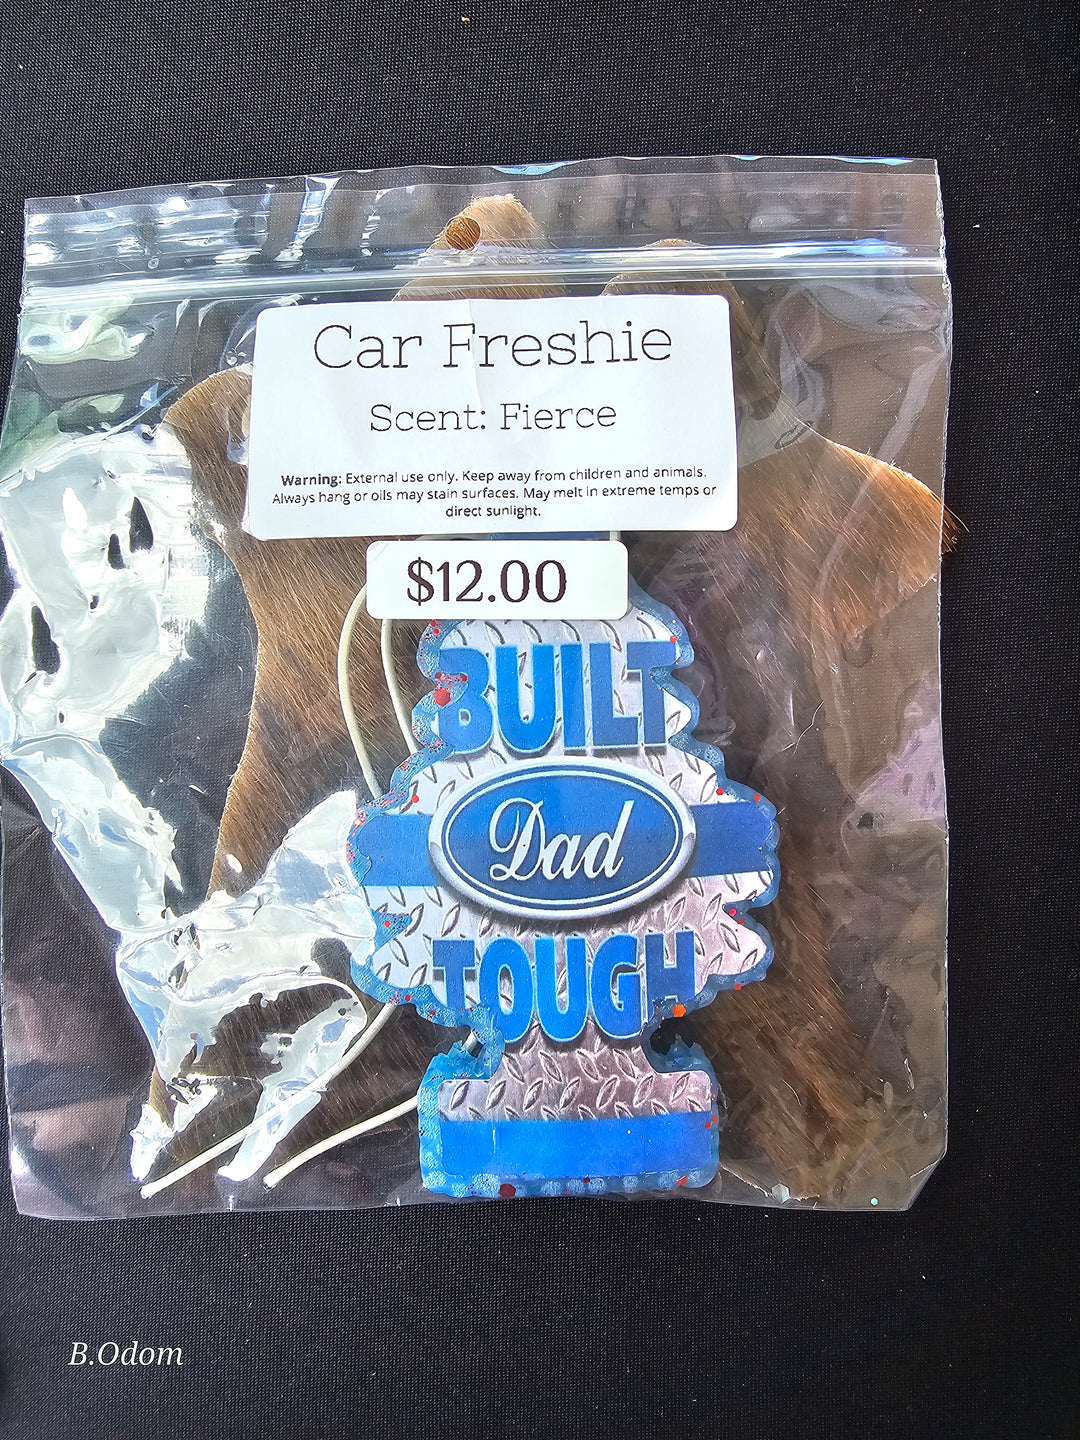 Car Freshie
Scent: Fierce
Warning: External use only. Keep away from children and animals.
Always hang or oils may stain surfaces. May melt in extreme temps or
direct sunlight.
$12.00
BUILT
Dad
TOUGH
B.Odom